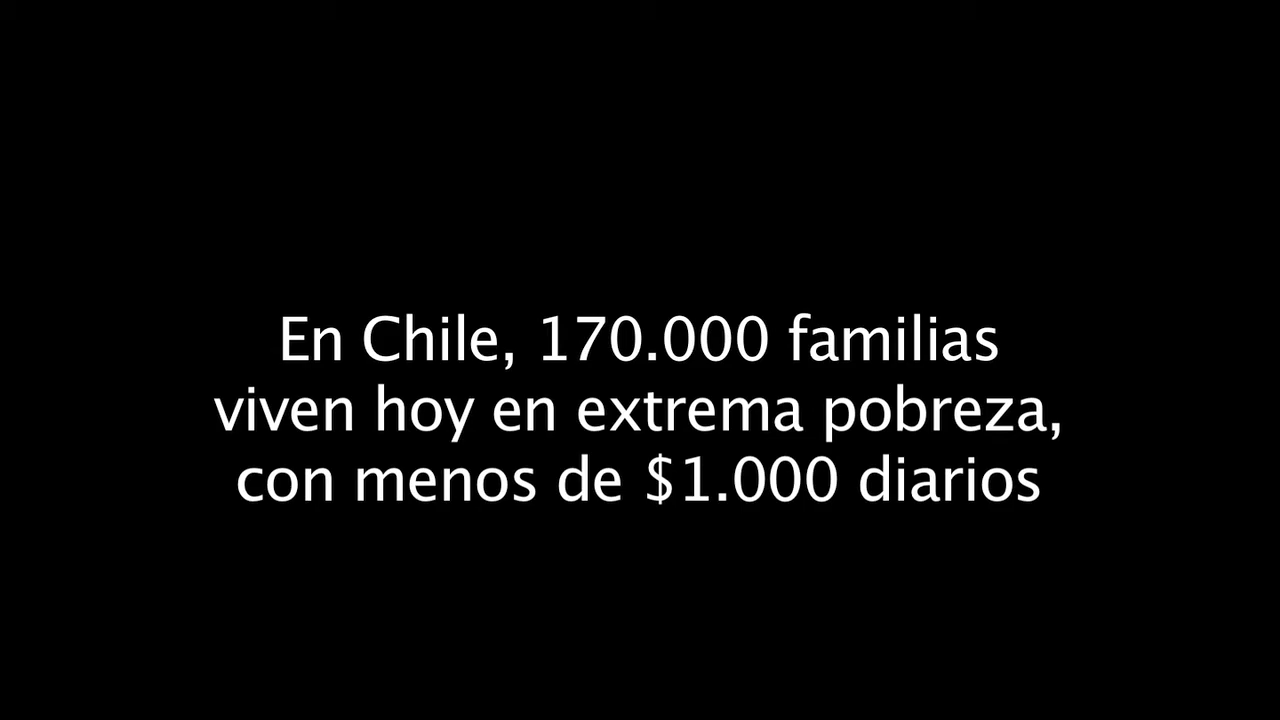 En Chile, 170.000 familias
viven hoy en extrema pobreza,
con menos de $1.000 diarios